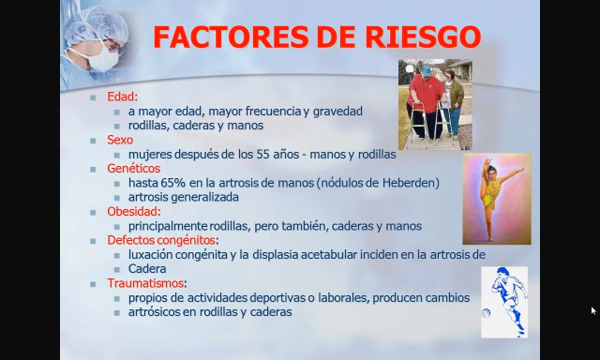 FACTORES DE RIESGO
Edad:
a mayor edad, mayor frecuencia y gravedad
rodillas, caderas y manos
Sexo
mujeres después de los 55 años - manos y rodillas
Genéticos
hasta 65% en la artrosis de manos (nódulos de Heberden)
artrosis generalizada
Obesidad:
principalmente rodillas, pero también, caderas y manos
Defectos congénitos:
luxación congénita y la displasia acetabular inciden en la artrosis de
Cadera
Traumatismos:
propios de actividades deportivas o laborales, producen cambios
artrósicos en rodillas y caderas